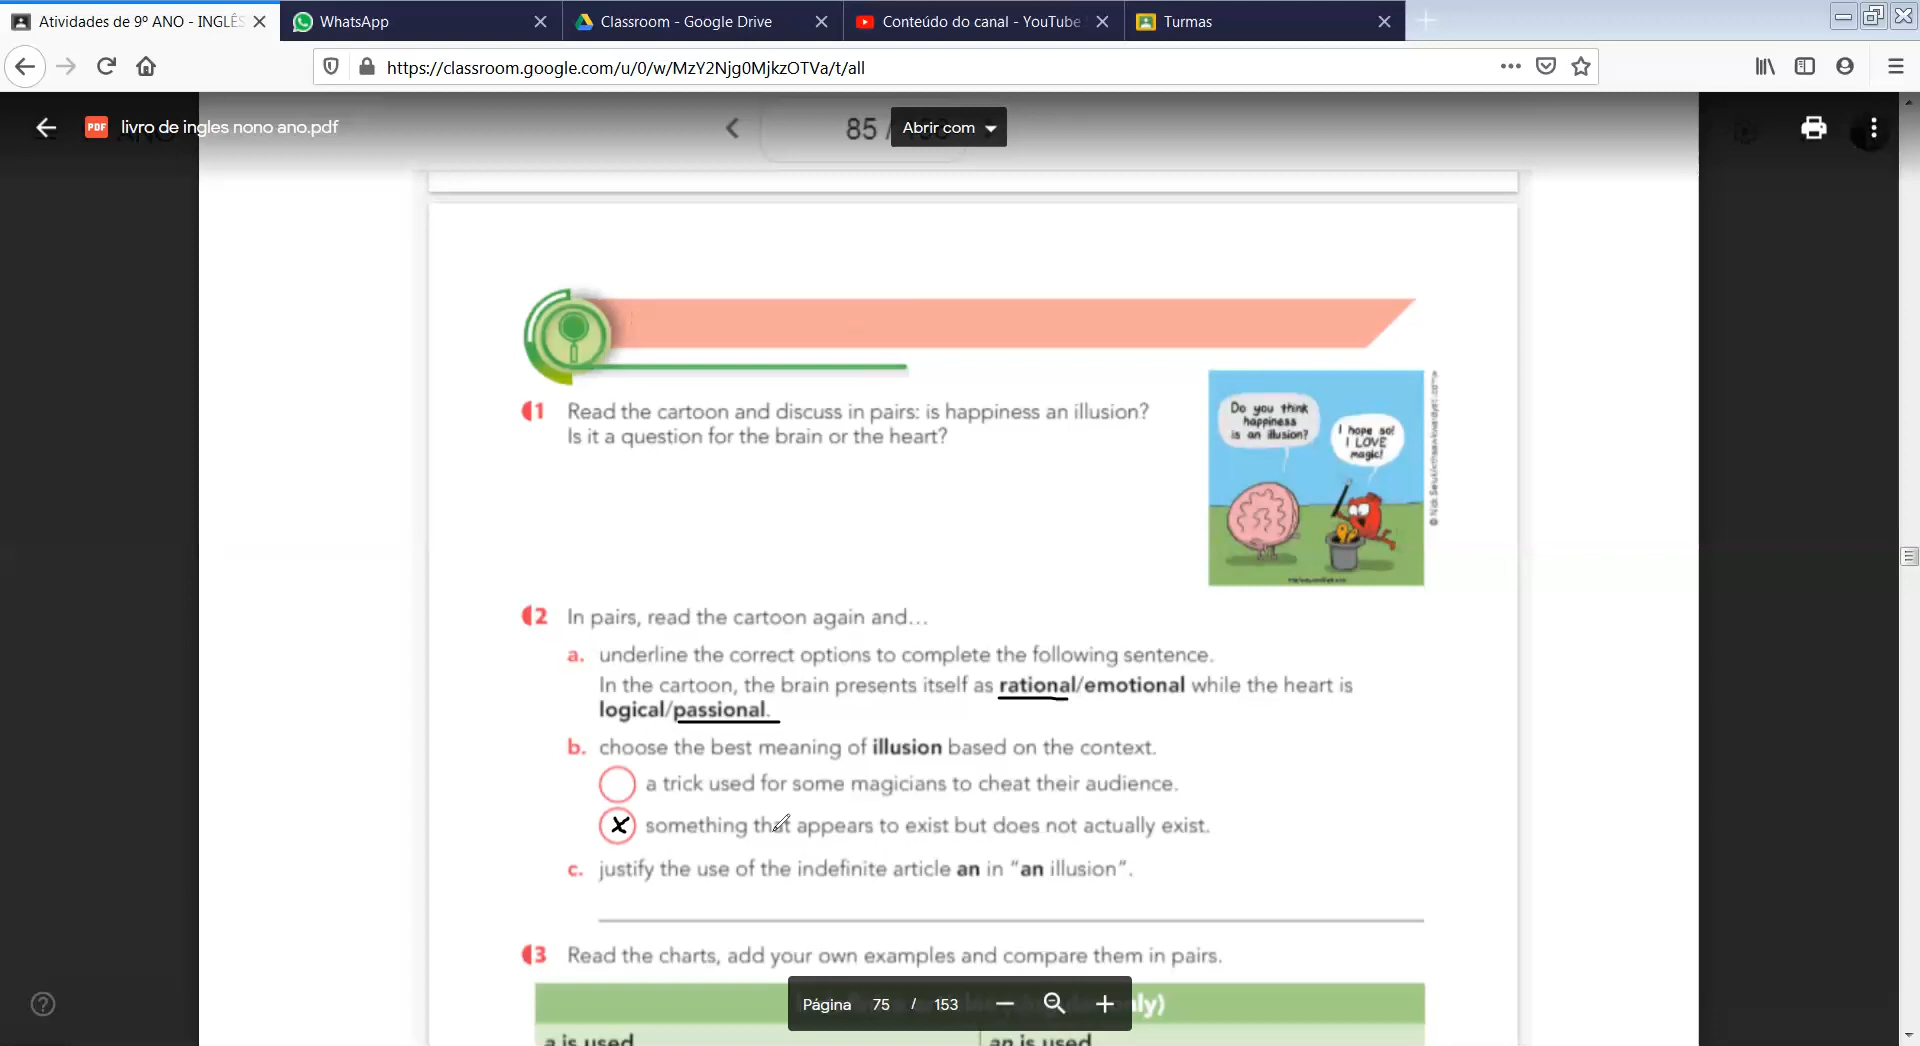 Atividades de 9º ANO - INGLÊS
WhatsApp
Classroom - Google Drive
Conteúdo do canal - YouTube
Turmas
https://classroom.google.com/u/0/w/MzY2Njg0MjkzOTVa/t/all
PDF
livro de ingles nono ano.pdf
85 /
Abrir com
1 Read the cartoon and discuss in pairs: is happiness an illusion?
Is it a question for the brain or the heart?
Do you think
happiness
is an illusion?
I hope so!
I LOVE
magic!
2 In pairs, read the cartoon again and...
a. underline the correct options to complete the following sentence.
In the cartoon, the brain presents itself as rational/emotional while the heart is
logical/passional.
b. choose the best meaning of illusion based on the context.
a trick used for some magicians to cheat their audience.
x something that appears to exist but does not actually exist.
c. justify the use of the indefinite article an in “an illusion”.
3 Read the charts, add your own examples and compare them in pairs.
Página 75 / 153
a is used
an is used